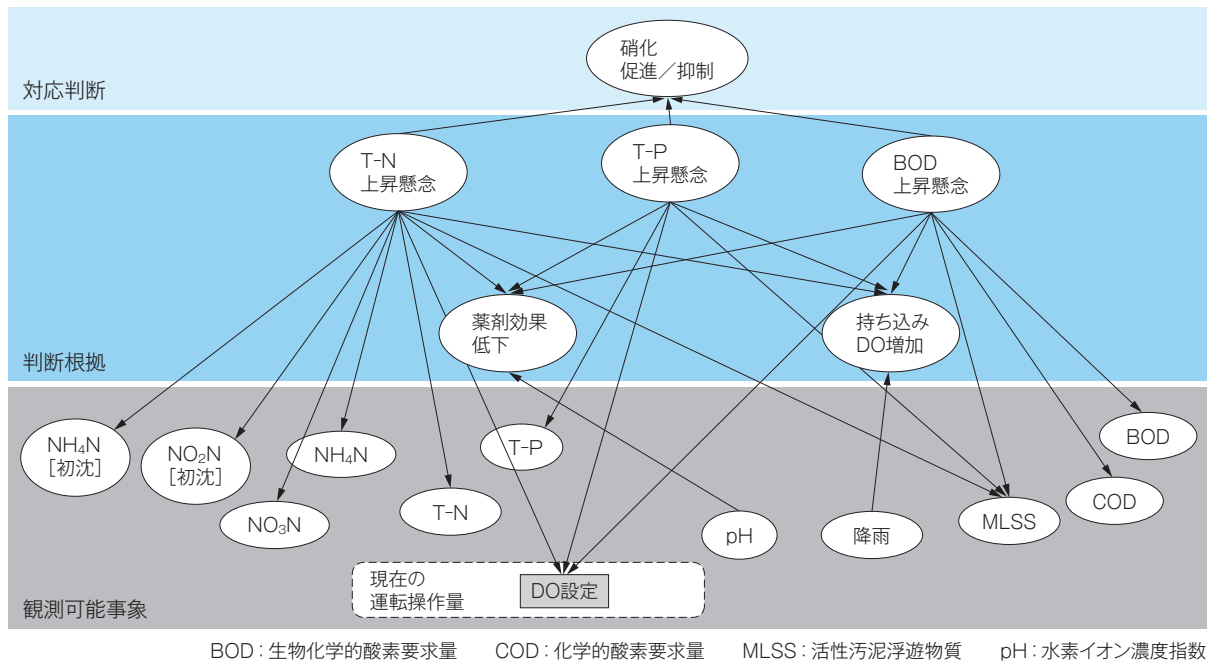 硝化
促進／抑制
対応判断
T-N
上昇懸念
T-P
上昇懸念
BOD
上昇懸念
薬剤効果
低下
持ち込み
DO増加
判断根拠
NH₄N
［初沈］
NO₂N
［初沈］
NH₄N
T-P
BOD
NO₃N
T-N
pH
降雨
MLSS
COD
現在の
運転操作量
DO設定
観測可能事象
BOD：生物化学的酸素要求量 COD：化学的酸素要求量 MLSS：活性汚泥浮遊物質 pH：水素イオン濃度指数